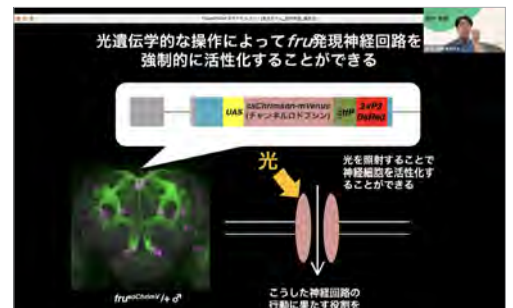 光遺伝学的な操作によってfru発現神経回路を
強制的に活性化することができる
UAS
csChrimson-mVenus
(チャンネルロドプシン)
attP
3xP3
DsRed
光
光を照射することで
神経細胞を活性化す
ることができる
こうした神経回路の
行動に果たす役割を